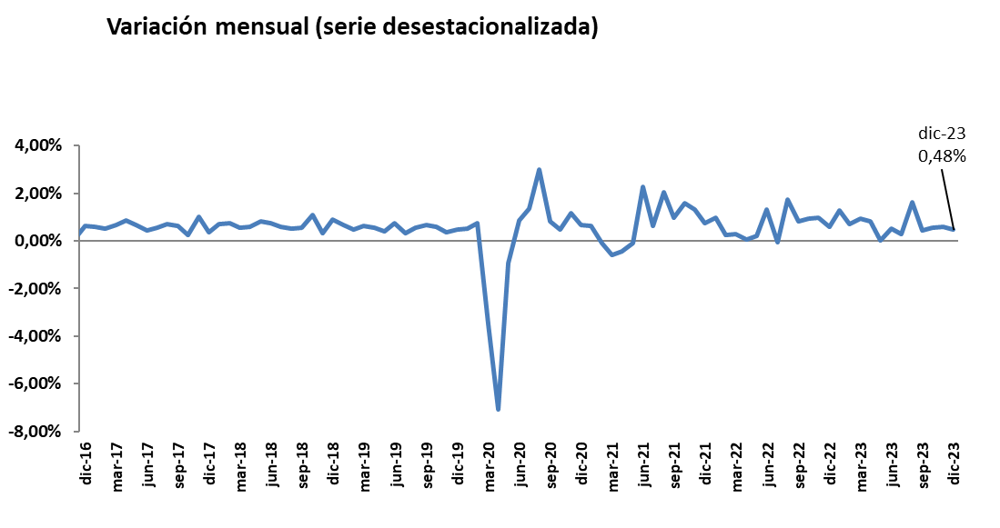 Variación mensual (serie desestacionalizada)
dic-23
0,48%
4,00%
2,00%
0,00%
-2,00%
-4,00%
-6,00%
-8,00%
dic-16
mar-17
jun-17
sep-17
dic-17
mar-18
jun-18
sep-18
dic-18
mar-19
jun-19
sep-19
dic-19
mar-20
jun-20
sep-20
dic-20
mar-21
jun-21
sep-21
dic-21
mar-22
jun-22
sep-22
dic-22
mar-23
jun-23
sep-23
dic-23